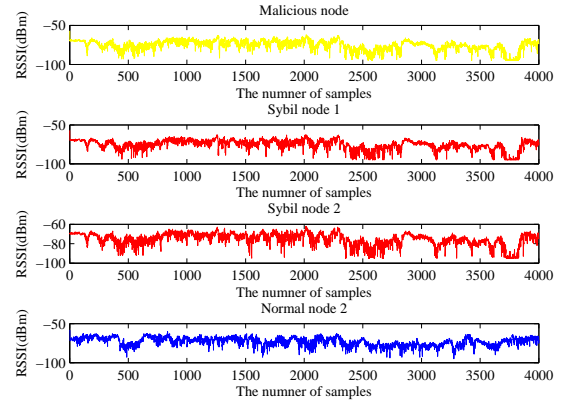 Malicious node
RSSI(dBm)
−50
−100
0 500 1000 1500 2000 2500 3000 3500 4000
The numner of samples
Sybil node 1
RSSI(dBm)
−50
−100
0 500 1000 1500 2000 2500 3000 3500 4000
The numner of samples
Sybil node 2
RSSI(dBm)
−60
−80
−100
0 500 1000 1500 2000 2500 3000 3500 4000
The numner of samples
Normal node 2
RSSI(dBm)
−50
−100
0 500 1000 1500 2000 2500 3000 3500 4000
The numner of samples